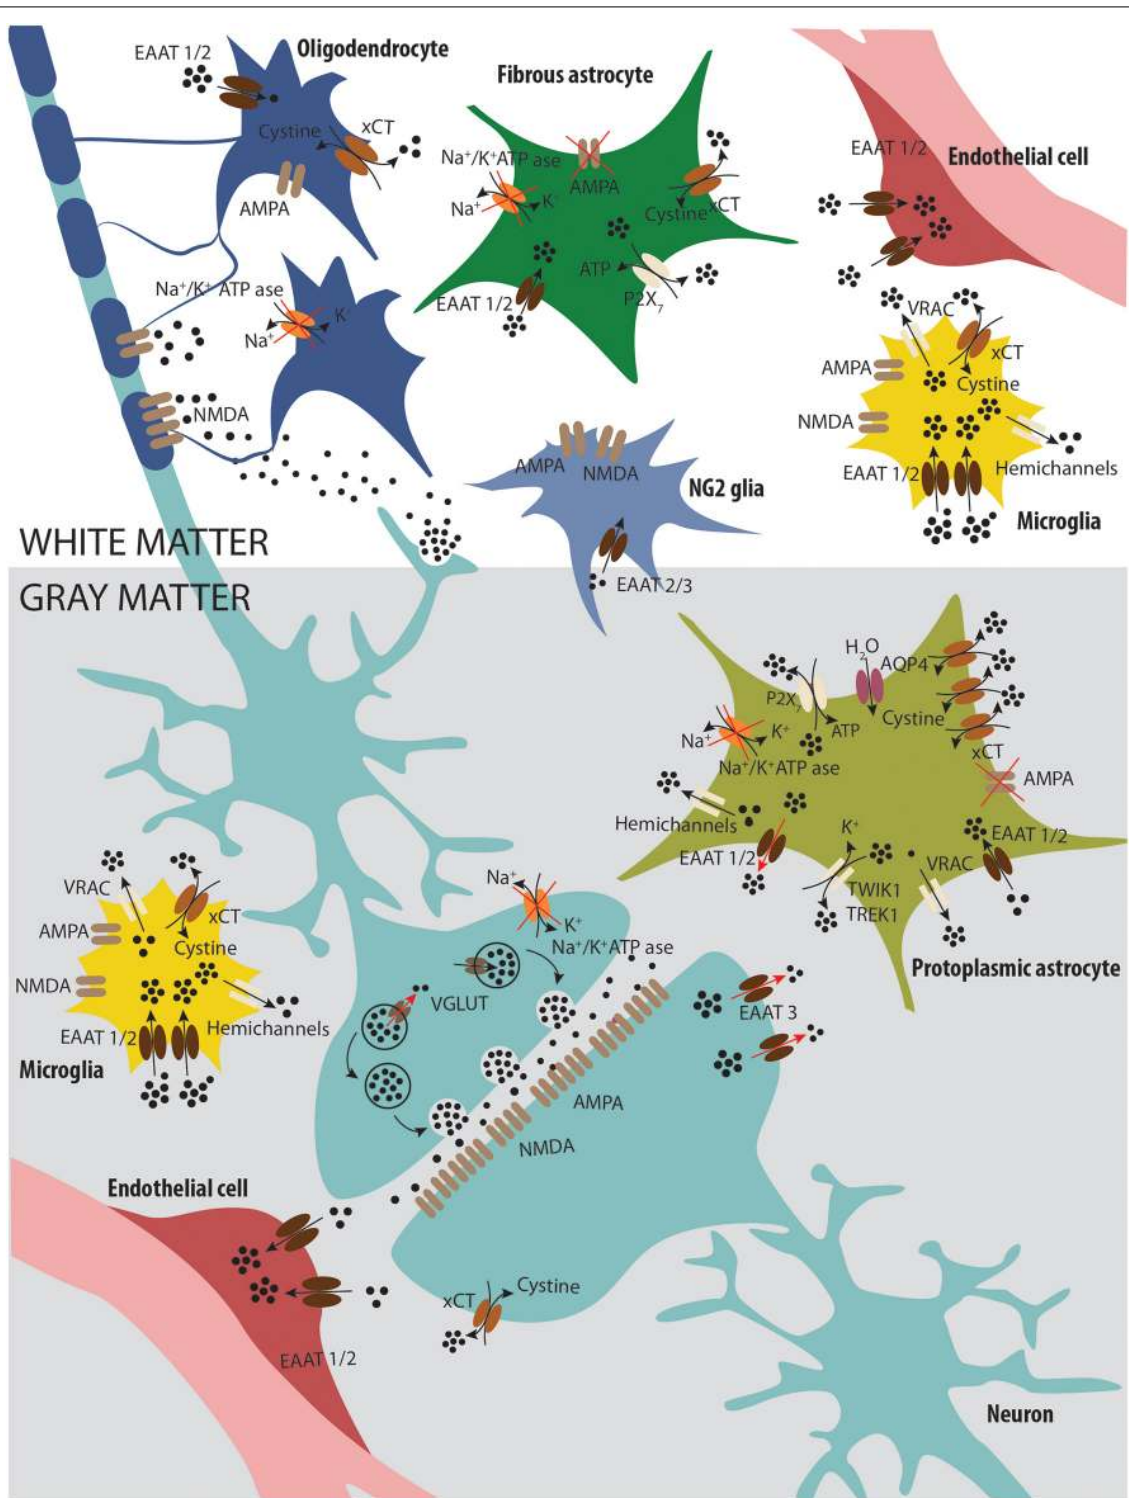 EAAT 1/2
Oligodendrocyte
Cystine
xCT
AMPA
Na⁺/K⁺ ATP ase
Na⁺
K⁺
NMDA
Fibrous astrocyte
Na⁺/K⁺ATP ase
Na⁺
K⁺
AMPA
Cystine
xCT
ATP
P2X₇
EAAT 1/2
EAAT 1/2
Endothelial cell
VRAC
xCT
AMPA
Cystine
NMDA
EAAT 1/2
Hemichannels
Microglia
AMPA
NMDA
NG2 glia
EAAT 2/3
WHITE MATTER
GRAY MATTER
H₂O
AQP4
P2X₇
ATP
Cystine
xCT
Na⁺
K⁺
Na⁺/K⁺ATP ase
AMPA
Hemichannels
EAAT 1/2
K⁺
TWIK1
TREK1
VRAC
EAAT 1/2
Protoplasmic astrocyte
VRAC
xCT
AMPA
Cystine
NMDA
EAAT 1/2
Hemichannels
Microglia
Na⁺
K⁺
Na⁺/K⁺ATP ase
VGLUT
EAAT 3
AMPA
NMDA
Endothelial cell
EAAT 1/2
xCT
Cystine
Neuron